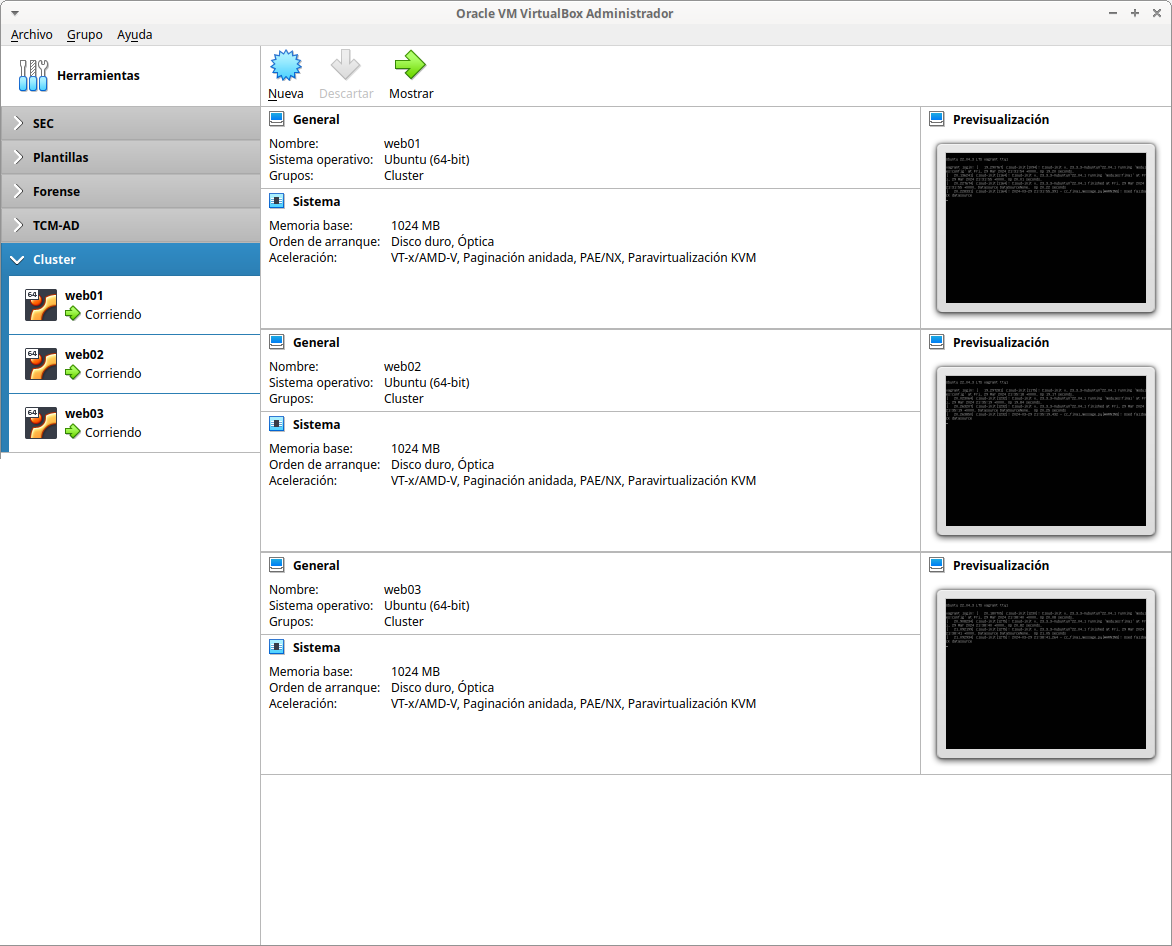 Oracle VM VirtualBox Administrador
Archivo Grupo Ayuda
Herramientas
Nueva Descartar Mostrar
SEC
Plantillas
Forense
TCM-AD
Cluster
64
web01
Corriendo
64
web02
Corriendo
64
web03
Corriendo
General
Nombre: web01
Sistema operativo: Ubuntu (64-bit)
Grupos: Cluster
Sistema
Memoria base: 1024 MB
Orden de arranque: Disco duro, Óptica
Aceleración: VT-x/AMD-V, Paginación anidada, PAE/NX, Paravirtualización KVM
Previsualización
General
Nombre: web02
Sistema operativo: Ubuntu (64-bit)
Grupos: Cluster
Sistema
Memoria base: 1024 MB
Orden de arranque: Disco duro, Óptica
Aceleración: VT-x/AMD-V, Paginación anidada, PAE/NX, Paravirtualización KVM
Previsualización
General
Nombre: web03
Sistema operativo: Ubuntu (64-bit)
Grupos: Cluster
Sistema
Memoria base: 1024 MB
Orden de arranque: Disco duro, Óptica
Aceleración: VT-x/AMD-V, Paginación anidada, PAE/NX, Paravirtualización KVM
Previsualización